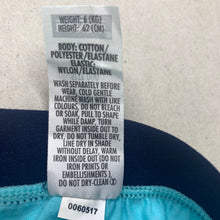 WEIGHT: 6 (KG)
HEIGHT: 62 (CM)
BODY: COTTON/
POLYESTER/ELASTANE
ELASTIC:
NYLON/ELASTANE
WASH SEPARATELY BEFORE
WEAR, COLD GENTLE
MACHINE WASH WITH LIKE
COLORS, DO NOT BLEACH
OR SOAK, PULL TO SHAPE
WHILE DAMP, TURN
GARMENT INSIDE OUT TO
DRY, DO NOT TUMBLE DRY,
LINE DRY IN SHADE
WITHOUT DELAY, WARM
IRON INSIDE OUT (DO NOT
IRON PRINTS OR
EMBELLISHMENTS)
DO NOT DRY-CLEAN
0060517